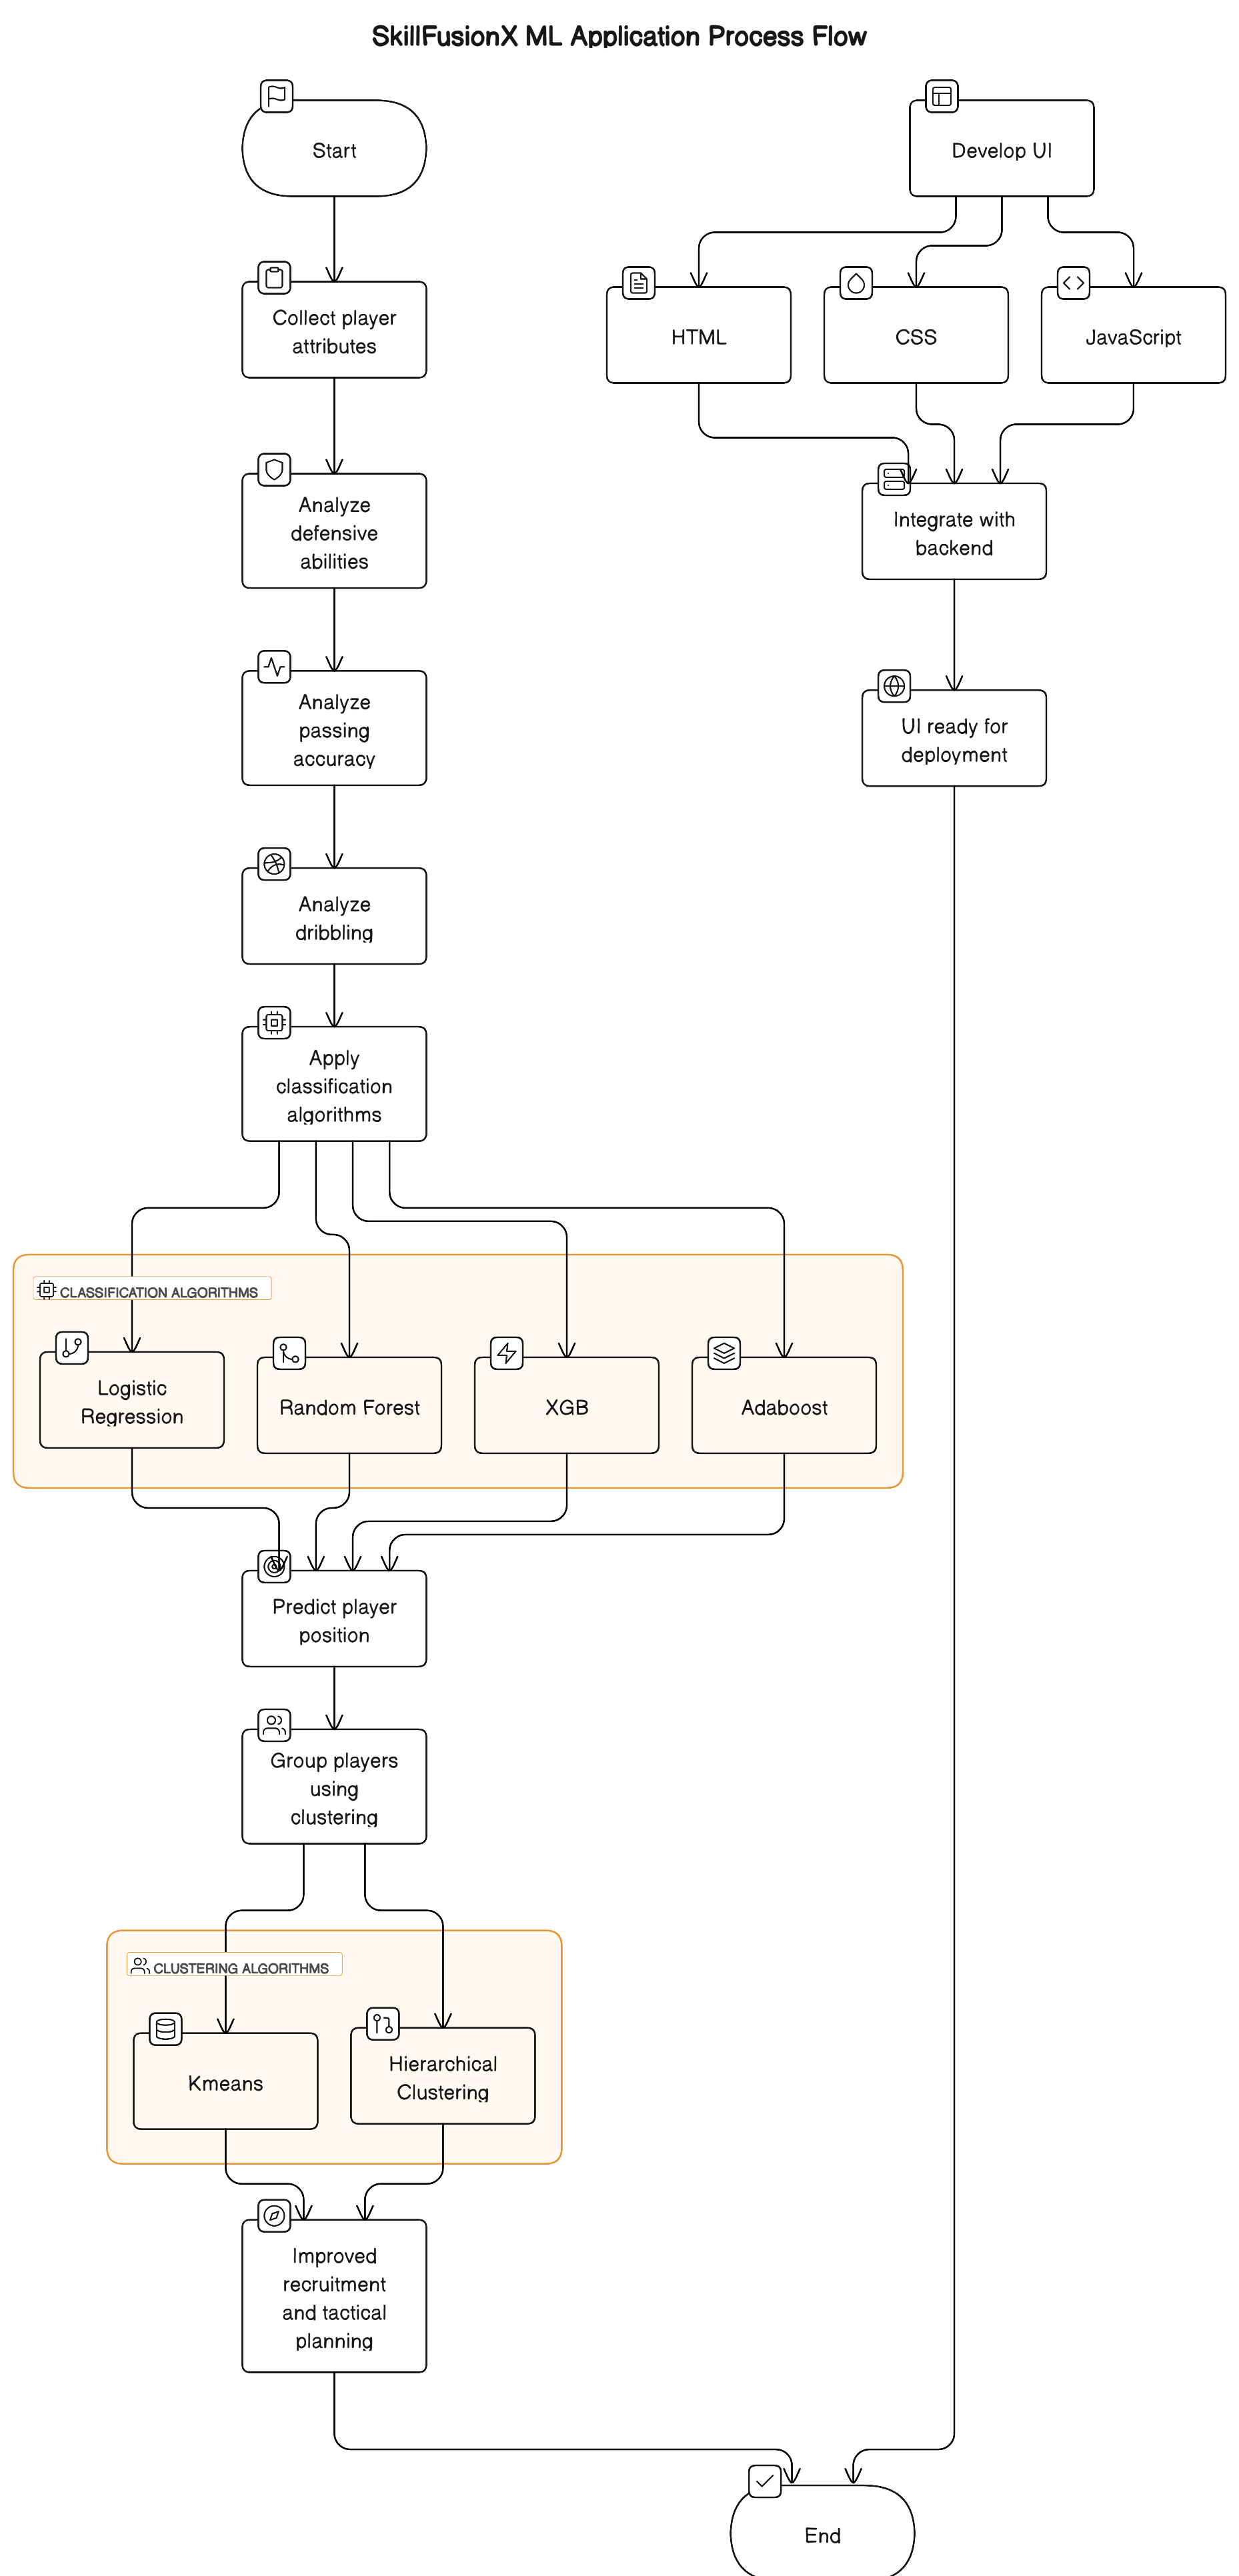 SkillFusionX ML Application Process Flow
Start
Collect player
attributes
Analyze
defensive
abilities
Analyze
passing
accuracy
Analyze
dribbling
Apply
classification
algorithms
CLASSIFICATION ALGORITHMS
Logistic
Regression
Random Forest
XGB
Adaboost
Predict player
position
Group players
using
clustering
CLUSTERING ALGORITHMS
Kmeans
Hierarchical
Clustering
Improved
recruitment
and tactical
planning
Develop UI
HTML
CSS
JavaScript
Integrate with
backend
UI ready for
deployment
End